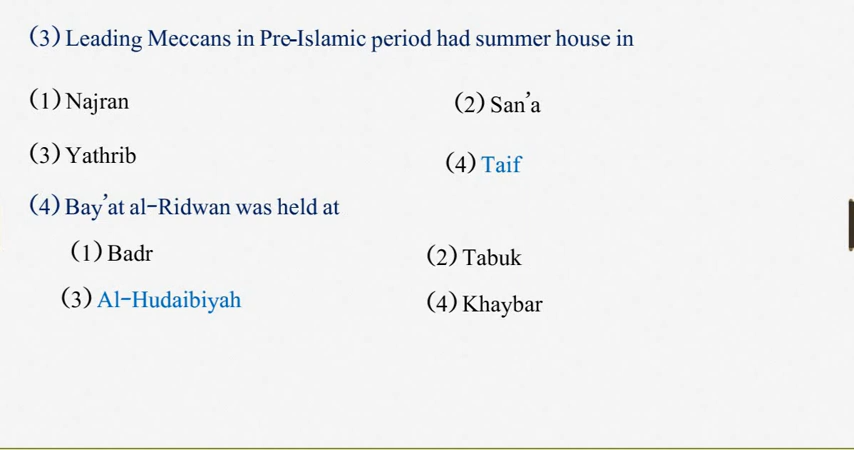 (3) Leading Meccans in Pre-Islamic period had summer house in
(1) Najran (2) San'a
(3) Yathrib (4) Taif
(4) Bay'at al-Ridwan was held at
(1) Badr (2) Tabuk
(3) Al-Hudaibiyah (4) Khaybar